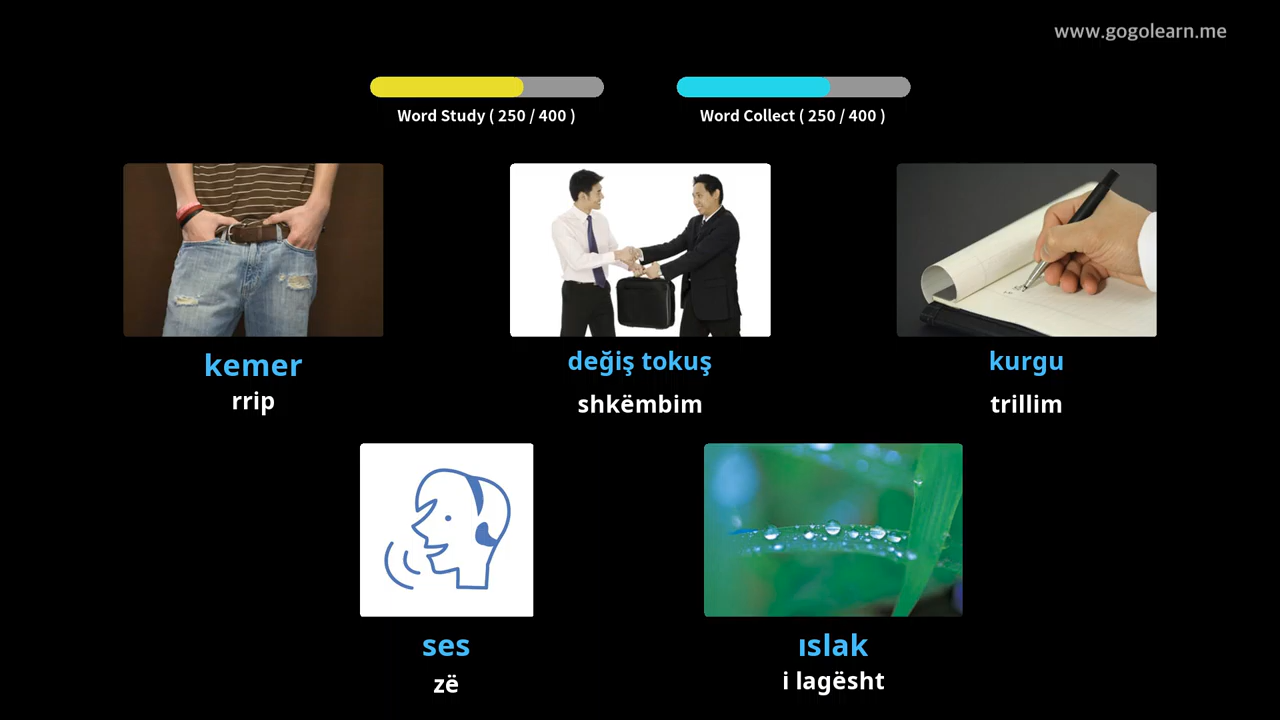 www.gogolearn.me
Word Study ( 250 / 400 )
Word Collect ( 250 / 400 )
kemer
rrip
değiş tokuş
shkëmbim
kurgu
trillim
ses
zë
ıslak
i lagësht